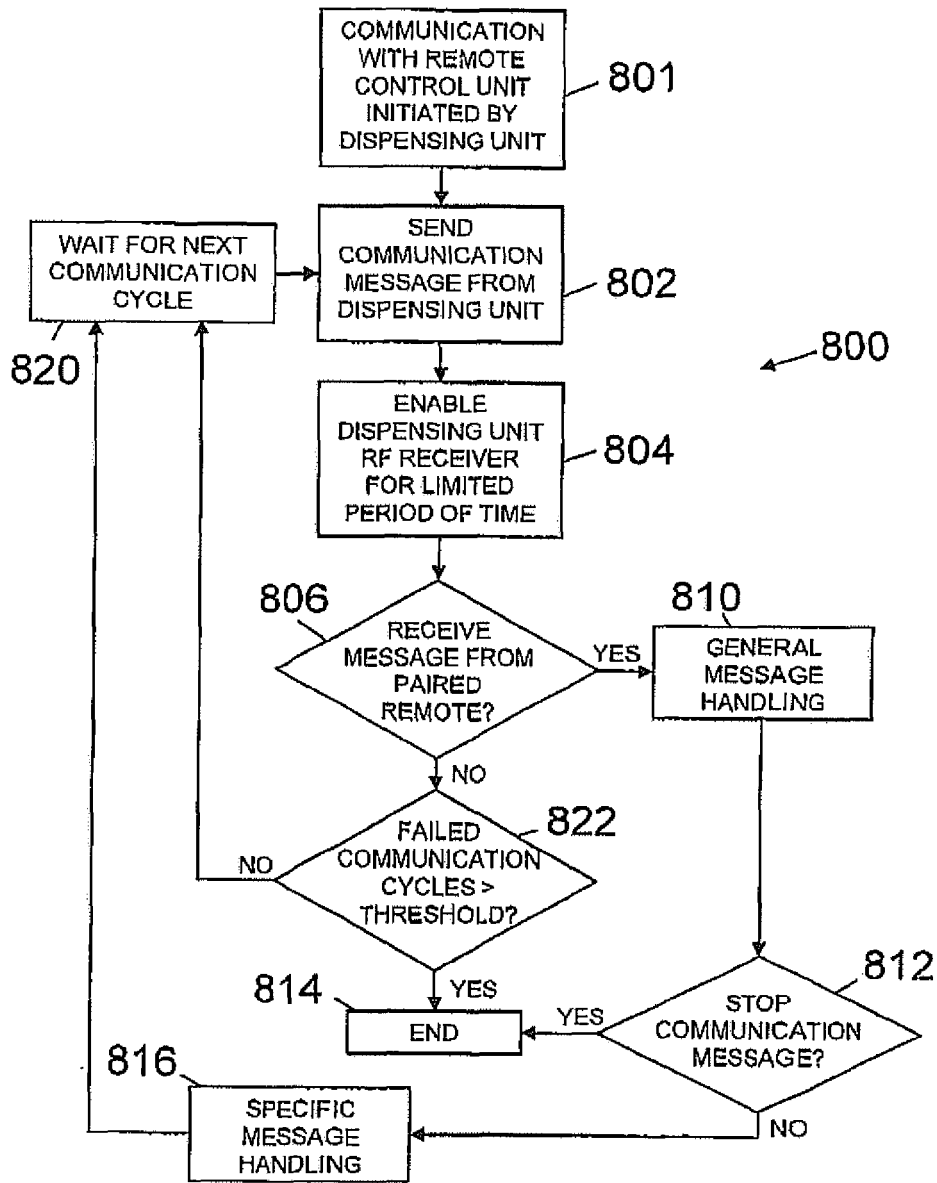 COMMUNICATION
WITH REMOTE
CONTROL UNIT
INITIATED BY
DISPENSING UNIT
801
WAIT FOR NEXT
COMMUNICATION
CYCLE
820
SEND
COMMUNICATION
MESSAGE FROM
DISPENSING UNIT
802
800
ENABLE
DISPENSING UNIT
RF RECEIVER
FOR LIMITED
PERIOD OF TIME
804
806
RECEIVE
MESSAGE FROM
PAIRED
REMOTE?
YES
810
GENERAL
MESSAGE
HANDLING
NO
822
FAILED
COMMUNICATION
CYCLES >
THRESHOLD?
NO
YES
814
END
YES
812
STOP
COMMUNICATION
MESSAGE?
NO
816
SPECIFIC
MESSAGE
HANDLING